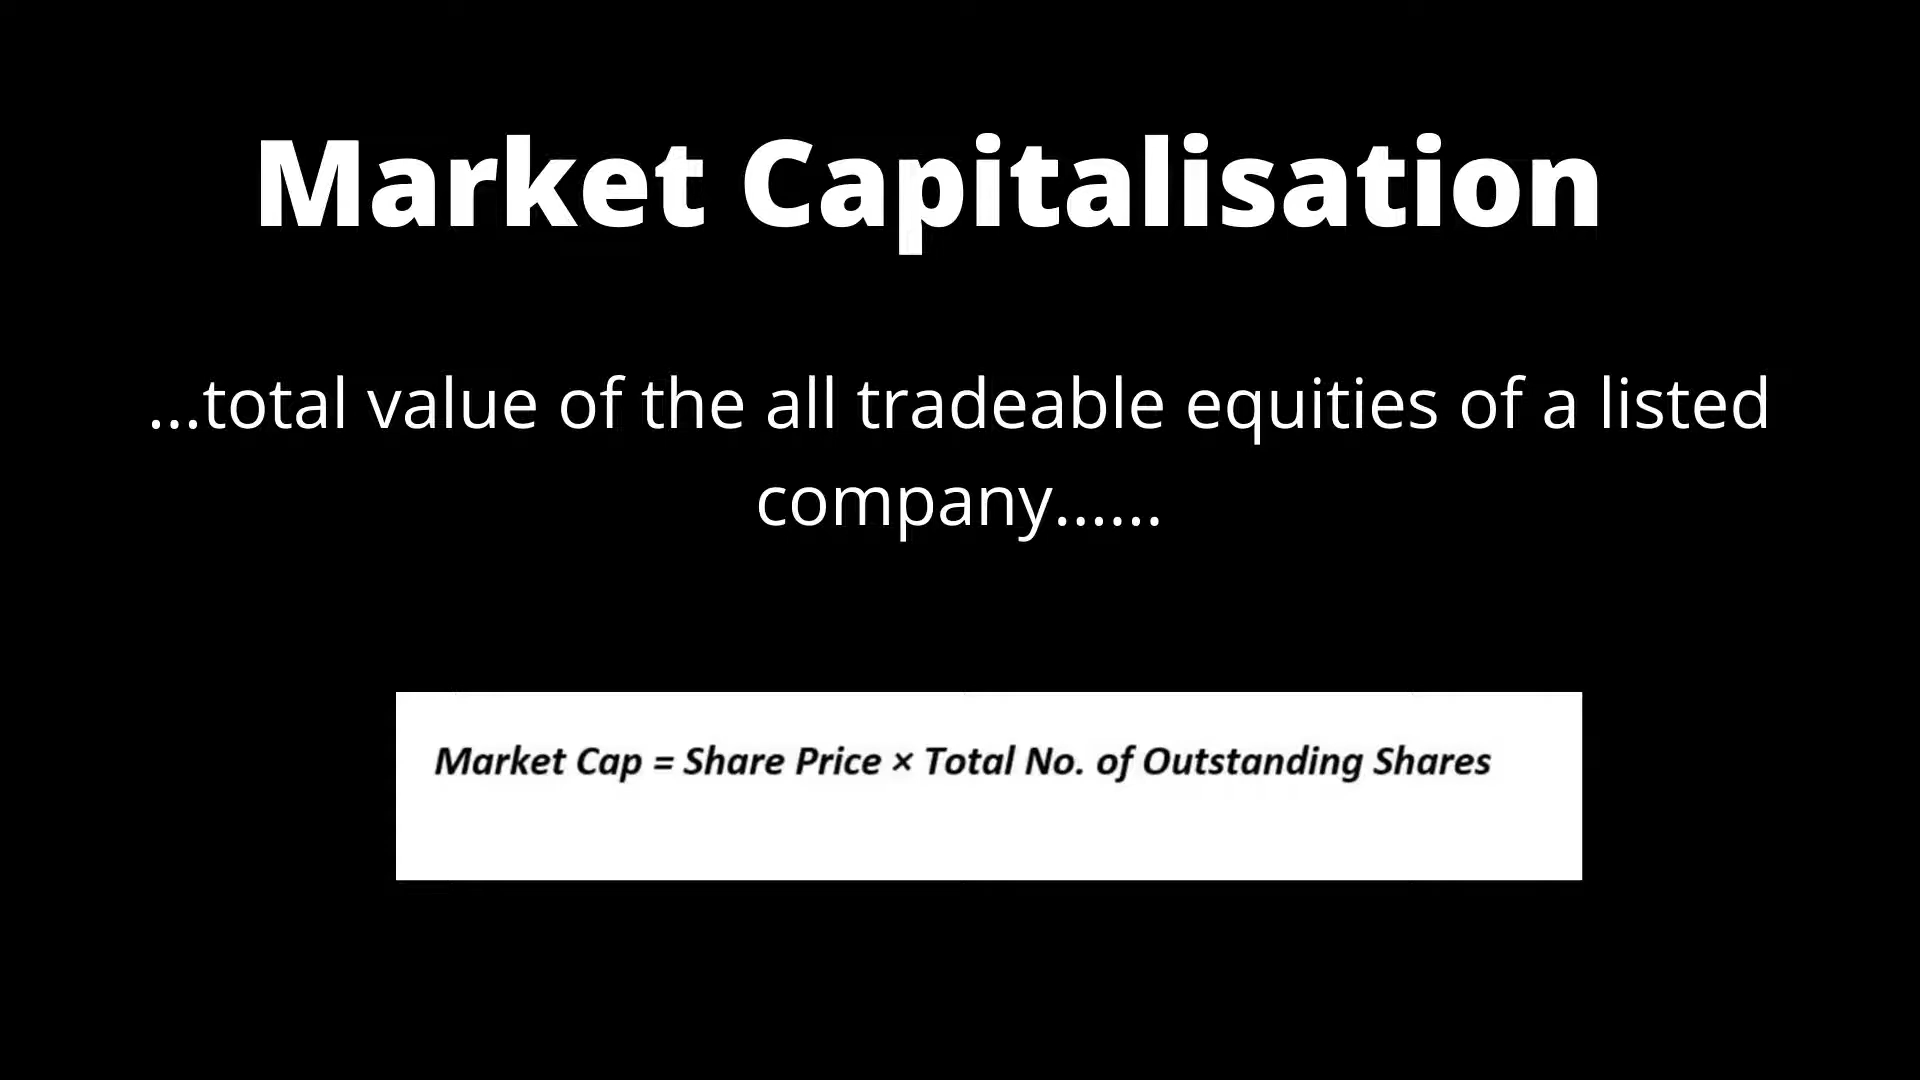 Market Capitalisation
...total value of the all tradeable equities of a listed
company......
Market Cap = Share Price × Total No. of Outstanding Shares